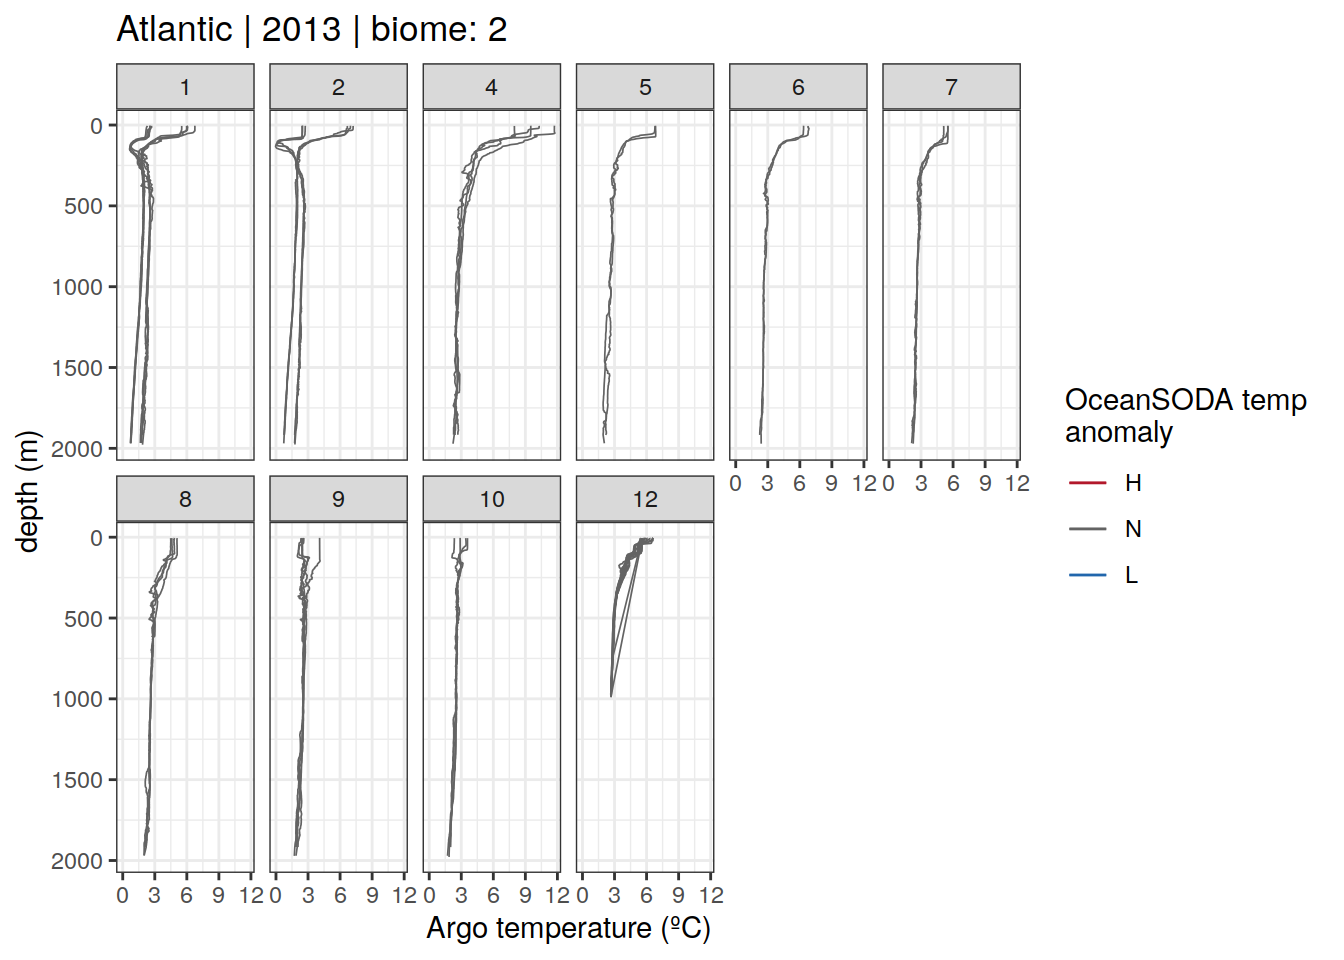 Atlantic | 2013 | biome: 2
1 2 4 5 6 7
0
500
1000
1500
2000
0 3 6 9 12 0 3 6 9 12
8 9 10 12
0
500
1000
1500
2000
0 3 6 9 12 0 3 6 9 12 0 3 6 9 12 0 3 6 9 12
depth (m)
Argo temperature (ºC)
OceanSODA temp
anomaly
H
N
L